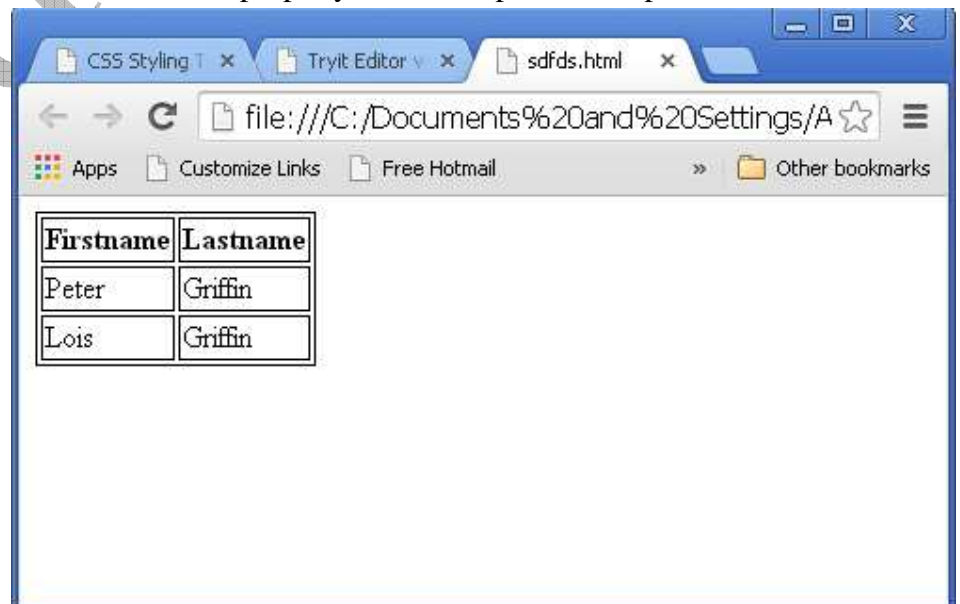 CSS Styling T
Tryit Editor v
sdfds.html
file:///C:/Documents%20and%20Settings/A
Apps
Customize Links
Free Hotmail
»
Other bookmarks
Firstname Lastname
Peter Griffin
Lois Griffin